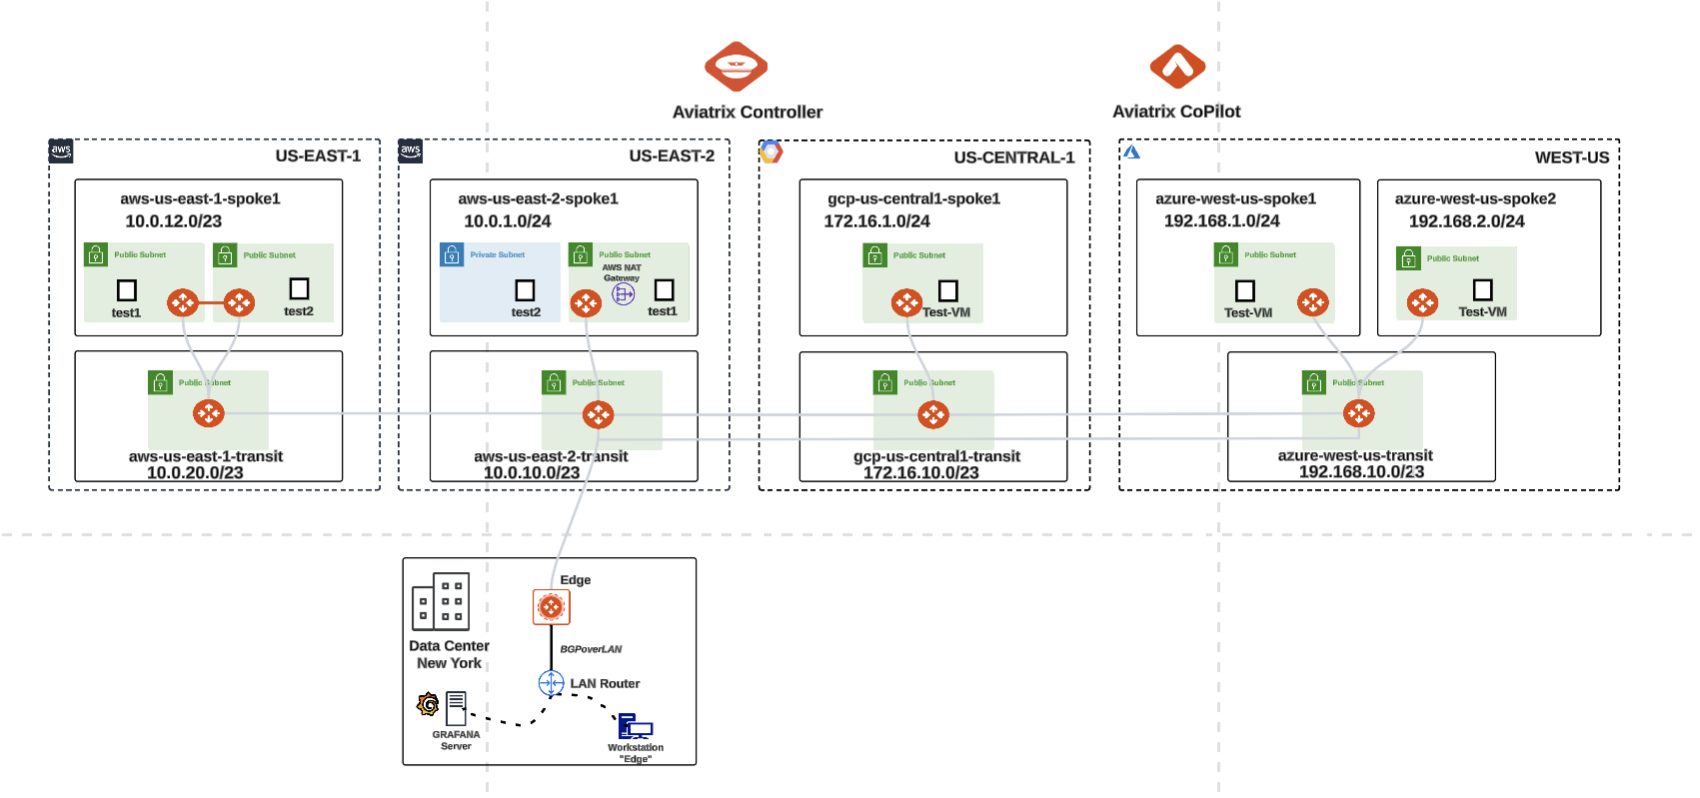 Aviatrix Controller
Aviatrix CoPilot
aws
US-EAST-1
aws-us-east-1-spoke1
10.0.12.0/23
Public Subnet
Public Subnet
test1
test2
Public Subnet
aws-us-east-1-transit
10.0.20.0/23
aws
US-EAST-2
aws-us-east-2-spoke1
10.0.1.0/24
Private Subnet
Public Subnet
AWS NAT
Gateway
test2
test1
Public Subnet
aws-us-east-2-transit
10.0.10.0/23
US-CENTRAL-1
gcp-us-central1-spoke1
172.16.1.0/24
Public Subnet
Test-VM
Public Subnet
gcp-us-central1-transit
172.16.10.0/23
WEST-US
azure-west-us-spoke1
192.168.1.0/24
Public Subnet
Test-VM
azure-west-us-spoke2
192.168.2.0/24
Public Subnet
Test-VM
Public Subnet
azure-west-us-transit
192.168.10.0/23
Edge
Data Center
New York
BGPoverLAN
LAN Router
GRAFANA
Server
Workstation
"Edge"